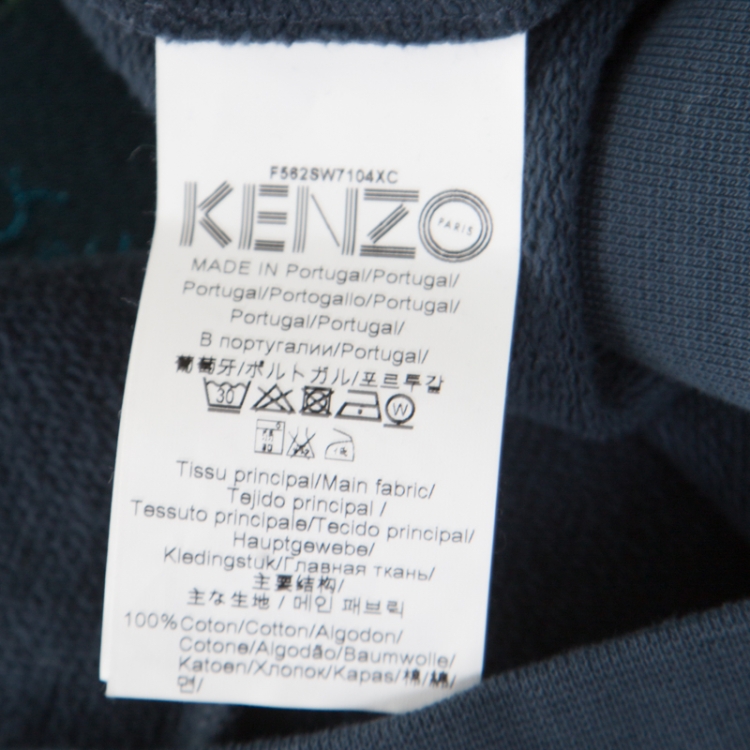 F562SW7104XC
KENZO
PARIS
MADE IN Portugal/Portugal/
Portugal/Portogallo/Portugal/
Portugal/Portugal/
В португалии/Portugal/
葡萄牙/ポルトガル/포르투갈
30 W
Tissu principal/Main fabric/
Tejido principal /
Tessuto principale/Tecido principal/
Hauptgewebe/
Kledingstuk/Главная ткань/
主要结构/
主な生地 / 메인 패브릭
100% Coton/Cotton/Algodon/
Cotone/Algodão/Baumwolle/
Katoen/Хлопок/Kapas/棉/綿/
면/